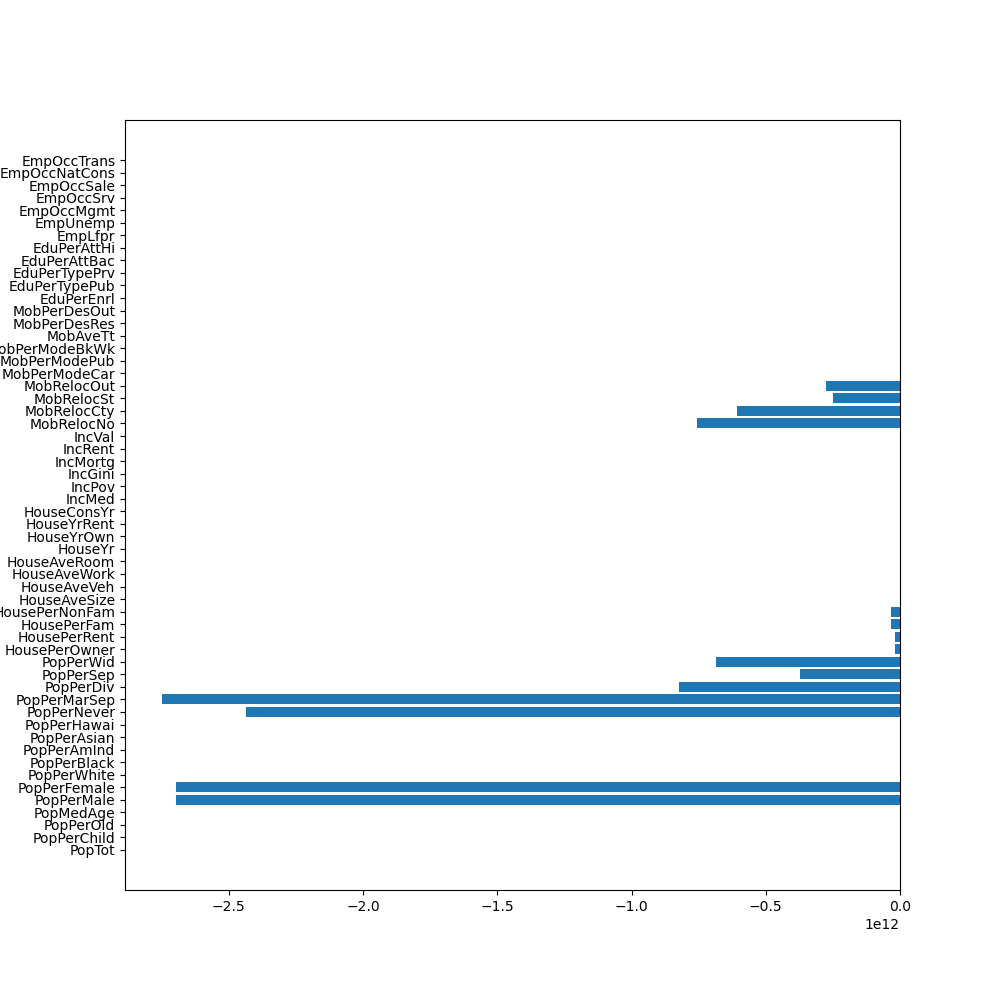 EmpOccTrans
EmpOccNatCons
EmpOccSale
EmpOccSrv
EmpOccMgmt
EmpUnemp
EmpLfpr
EduPerAttHi
EduPerAttBac
EduPerTypePrv
EduPerTypePub
EduPerEnrl
MobPerDesOut
MobPerDesRes
MobAveTt
obPerModeBkWk
MobPerModePub
MobPerModeCar
MobRelocOut
MobRelocSt
MobRelocCty
MobRelocNo
IncVal
IncRent
IncMortg
IncGini
IncPov
IncMed
HouseConsYr
HouseYrRent
HouseYrOwn
HouseYr
HouseAveRoom
HouseAveWork
HouseAveVeh
HouseAveSize
HousePerNonFam
HousePerFam
HousePerRent
HousePerOwner
PopPerWid
PopPerSep
PopPerDiv
PopPerMarSep
PopPerNever
PopPerHawai
PopPerAsian
PopPerAmInd
PopPerBlack
PopPerWhite
PopPerFemale
PopPerMale
PopMedAge
PopPerOld
PopPerChild
PopTot
−2.5 −2.0 −1.5 −1.0 −0.5 0.0
1e12